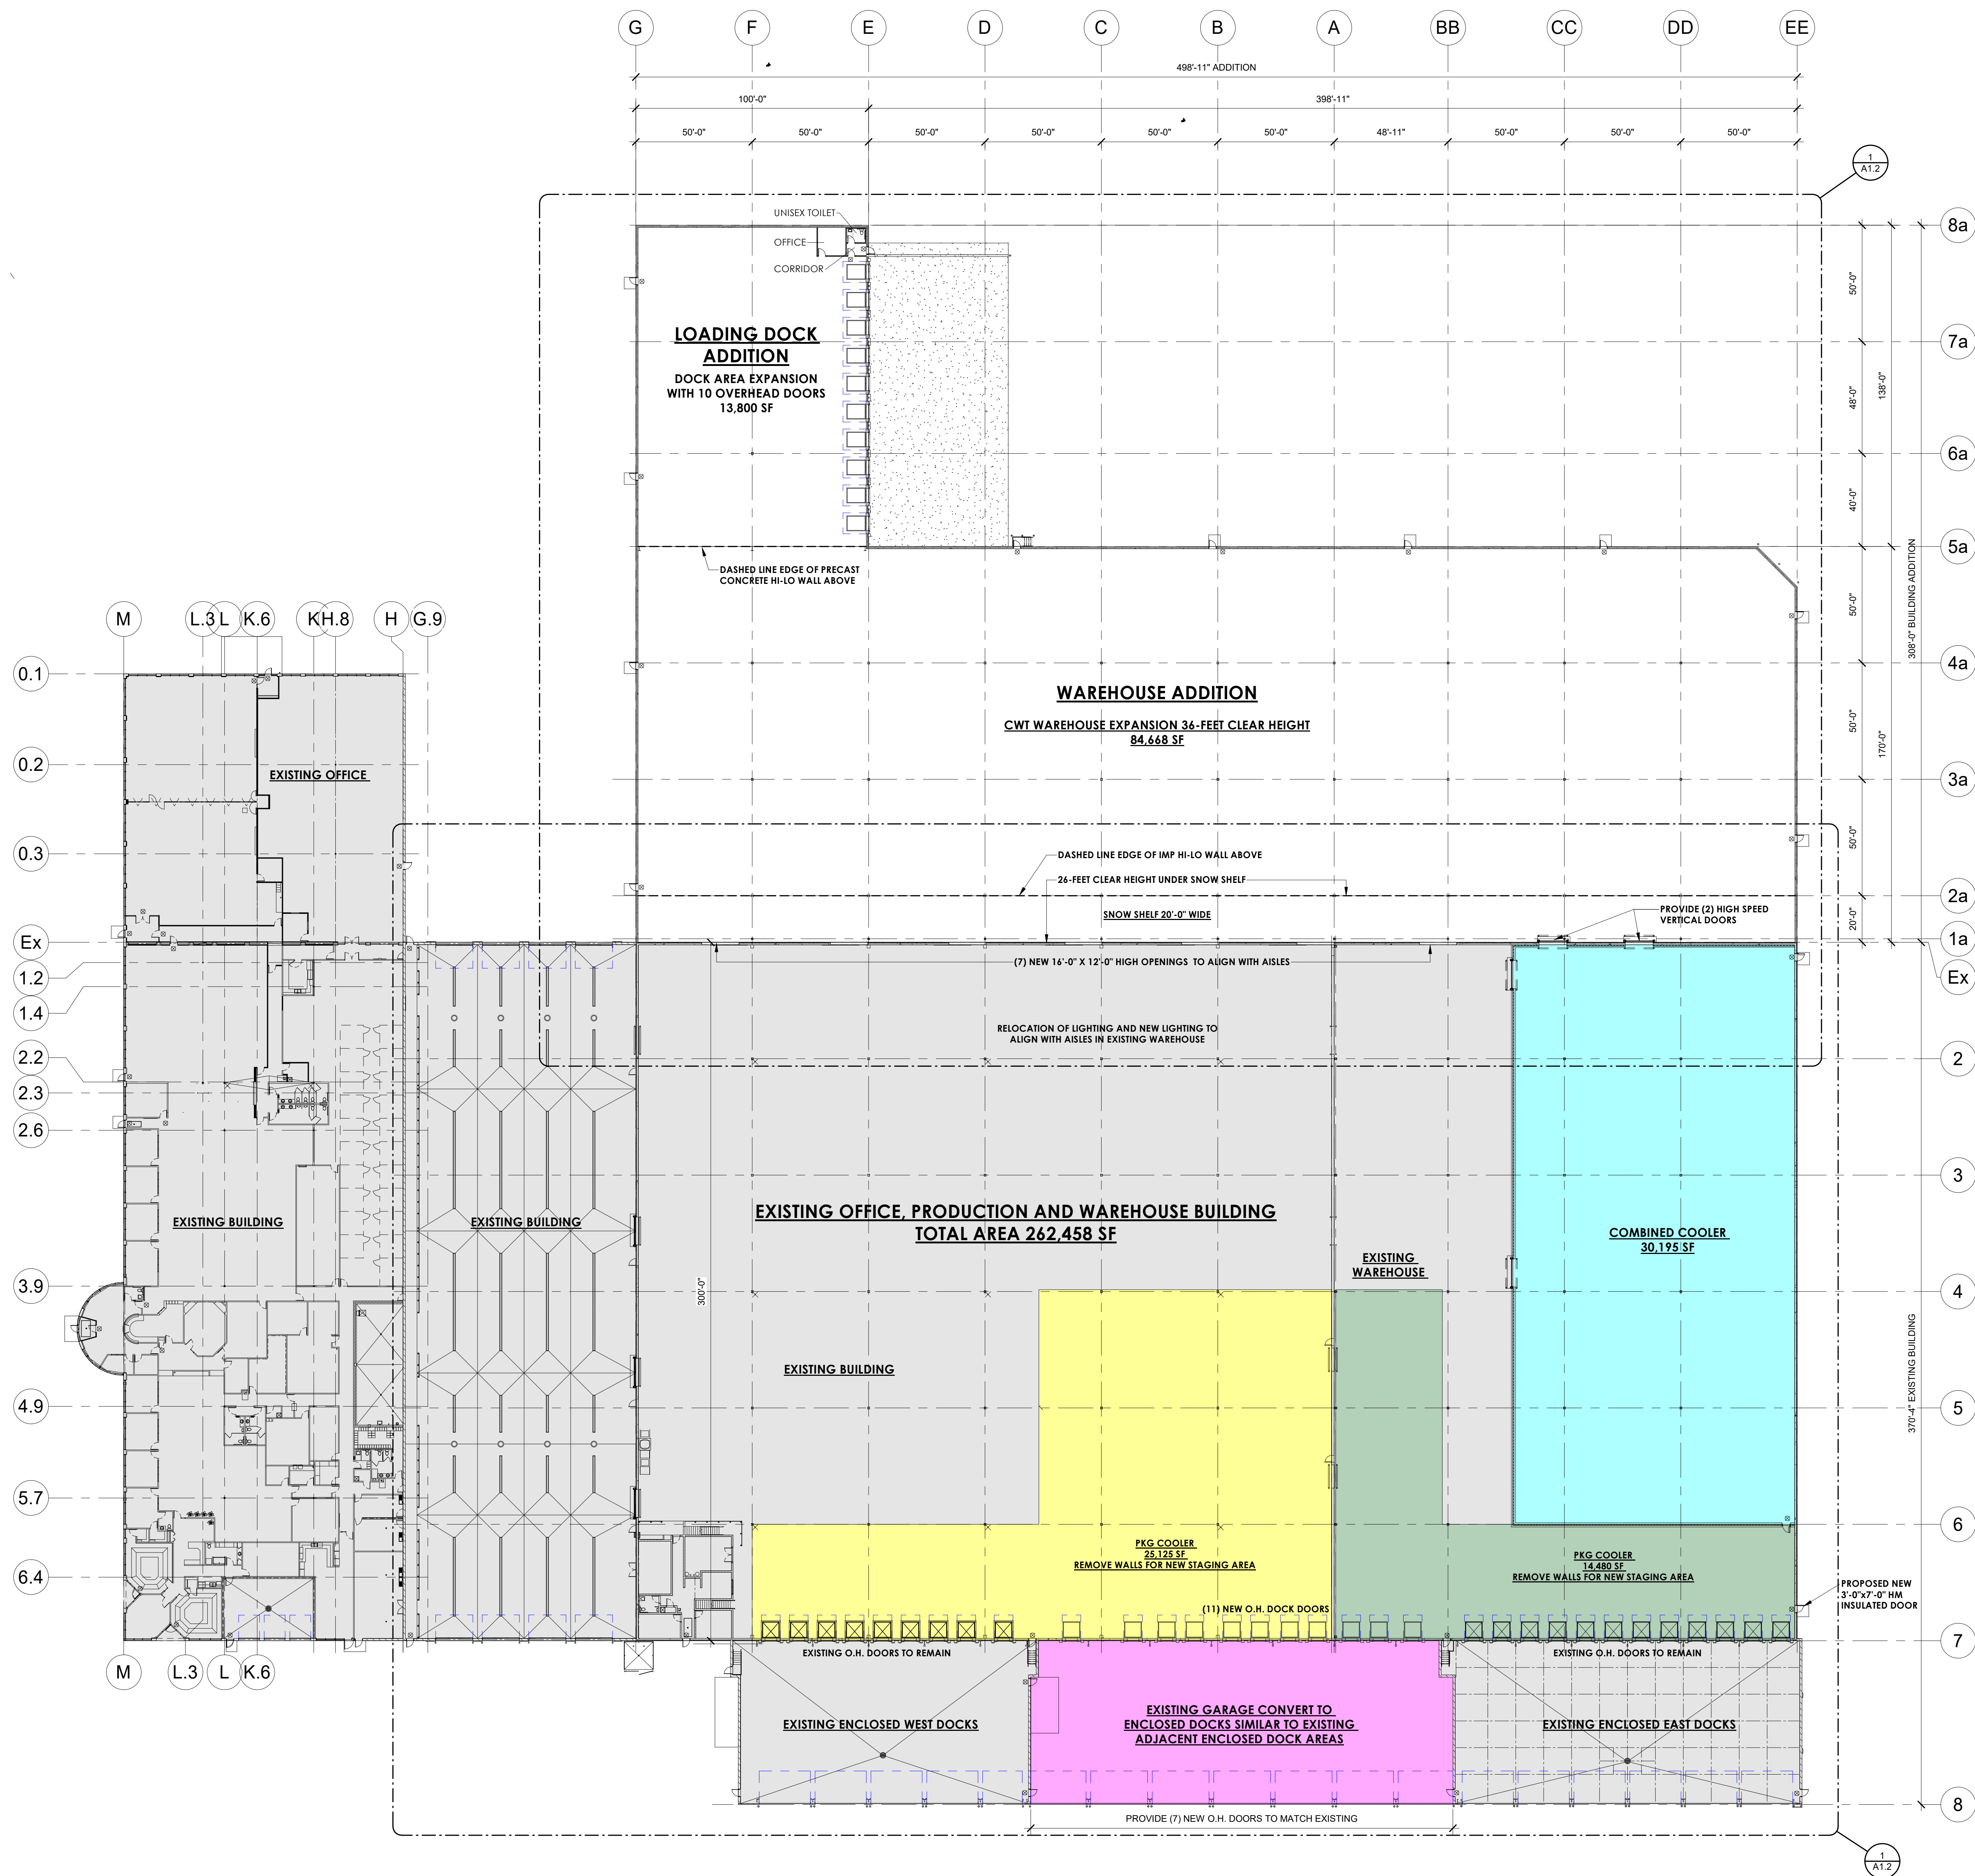 G F E D C B A BB CC DD EE
498'-11" ADDITION
100'-0" 398'-11"
50'-0" 50'-0" 50'-0" 50'-0" 50'-0" 50'-0" 48'-11" 50'-0" 50'-0" 50'-0"
1
A1.2
UNISEX TOILET
OFFICE
CORRIDOR
LOADING DOCK
ADDITION
DOCK AREA EXPANSION
WITH 10 OVERHEAD DOORS
13,800 SF
DASHED LINE EDGE OF PRECAST
CONCRETE HI-LO WALL ABOVE
8a
7a
6a
5a
4a
3a
2a
1a
Ex
2
3
4
5
6
7
8
50'-0"
48'-0"
40'-0"
138'-0"
50'-0"
50'-0"
50'-0"
20'-0"
170'-0"
308'-0" BUILDING ADDITION
370'-4" EXISTING BUILDING
M L.3 L K.6 K H.8 H G.9
0.1
0.2
0.3
Ex
1.2
1.4
2.2
2.3
2.6
3.9
4.9
5.7
6.4
EXISTING OFFICE
WAREHOUSE ADDITION
CWT WAREHOUSE EXPANSION 36-FEET CLEAR HEIGHT
84,668 SF
DASHED LINE EDGE OF IMP HI-LO WALL ABOVE
26-FEET CLEAR HEIGHT UNDER SNOW SHELF
SNOW SHELF 20'-0" WIDE
PROVIDE (2) HIGH SPEED
VERTICAL DOORS
(7) NEW 16'-0" X 12'-0" HIGH OPENINGS TO ALIGN WITH AISLES
RELOCATION OF LIGHTING AND NEW LIGHTING TO
ALIGN WITH AISLES IN EXISTING WAREHOUSE
EXISTING BUILDING
EXISTING BUILDING
EXISTING OFFICE, PRODUCTION AND WAREHOUSE BUILDING
TOTAL AREA 262,458 SF
300'-0"
EXISTING
WAREHOUSE
COMBINED COOLER
30,195 SF
EXISTING BUILDING
PKG COOLER
25,125 SF
REMOVE WALLS FOR NEW STAGING AREA
PKG COOLER
14,480 SF
REMOVE WALLS FOR NEW STAGING AREA
PROPOSED NEW
3'-0"x7'-0" HM
INSULATED DOOR
(11) NEW O.H. DOCK DOORS
EXISTING O.H. DOORS TO REMAIN
EXISTING O.H. DOORS TO REMAIN
M L.3 L K.6
EXISTING ENCLOSED WEST DOCKS
EXISTING GARAGE CONVERT TO
ENCLOSED DOCKS SIMILAR TO EXISTING
ADJACENT ENCLOSED DOCK AREAS
EXISTING ENCLOSED EAST DOCKS
PROVIDE (7) NEW O.H. DOORS TO MATCH EXISTING
1
A1.2